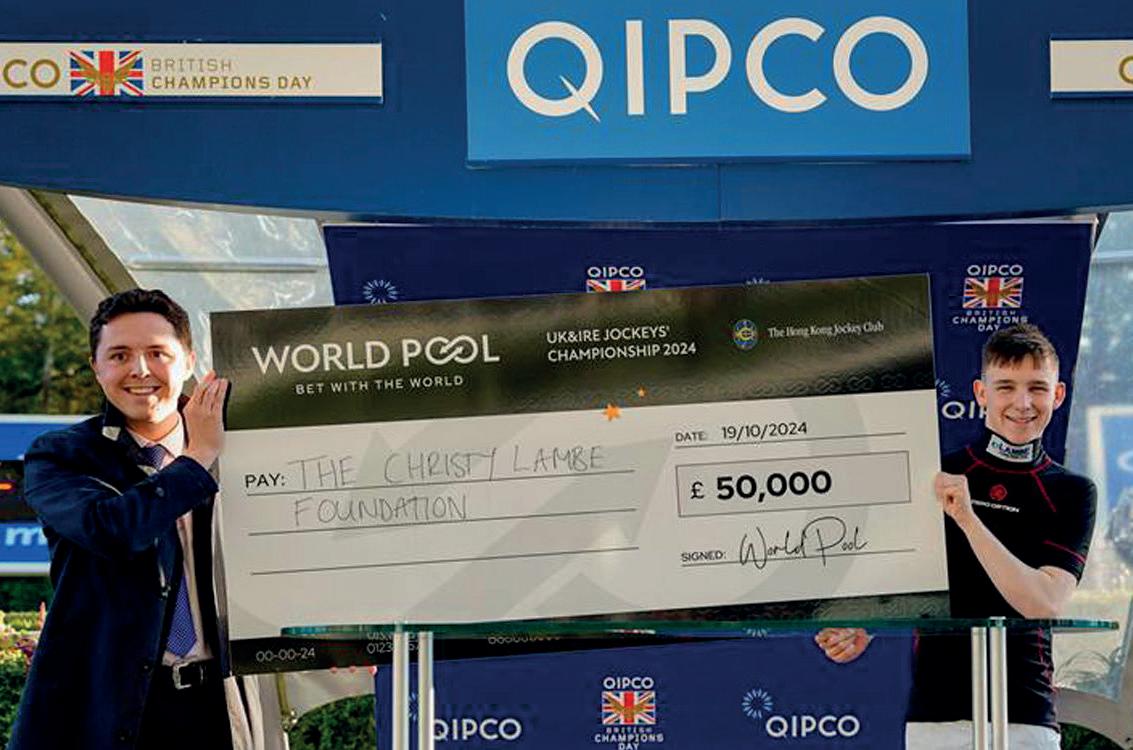 QIPCO
CO BRITISH
CHAMPIONS DAY
QIPCO
QIPCO
BRITISH
CHAMPIONS
DAY
WORLD POOL
BET WITH THE WORLD
UK&IRE JOCKEYS'
CHAMPIONSHIP 2024
The Hong Kong Jockey Club
DATE: 19/10/2024
PAY: THE CHRISTY LAMBE
FOUNDATION
£ 50,000
SIGNED: World Pool
00-00-24
QIPCO
QIPCO
BRITISH
CHAMPIONS
DAY
QIPCO